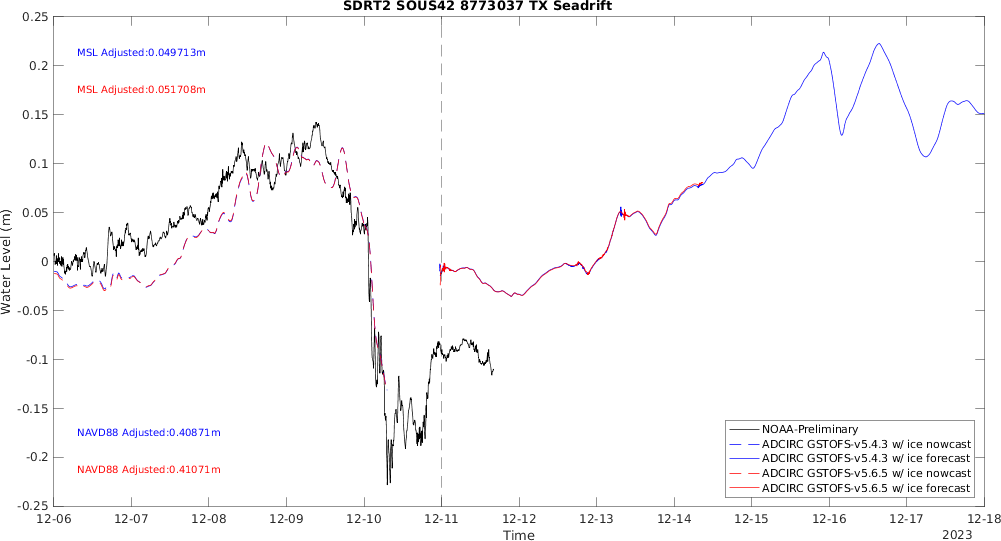 SDRT2 SOUS42 8773037 TX Seadrift
0.25
0.2
0.15
0.1
0.05
0
-0.05
-0.1
-0.15
-0.2
-0.25
Water Level (m)
MSL Adjusted:0.049713m
MSL Adjusted:0.051708m
NAVD88 Adjusted:0.40871m
NAVD88 Adjusted:0.41071m
NOAA-Preliminary
ADCIRC GSTOFS-v5.4.3 w/ ice nowcast
ADCIRC GSTOFS-v5.4.3 w/ ice forecast
ADCIRC GSTOFS-v5.6.5 w/ ice nowcast
ADCIRC GSTOFS-v5.6.5 w/ ice forecast
12-06 12-07 12-08 12-09 12-10 12-11 12-12 12-13 12-14 12-15 12-16 12-17 12-18
Time
2023